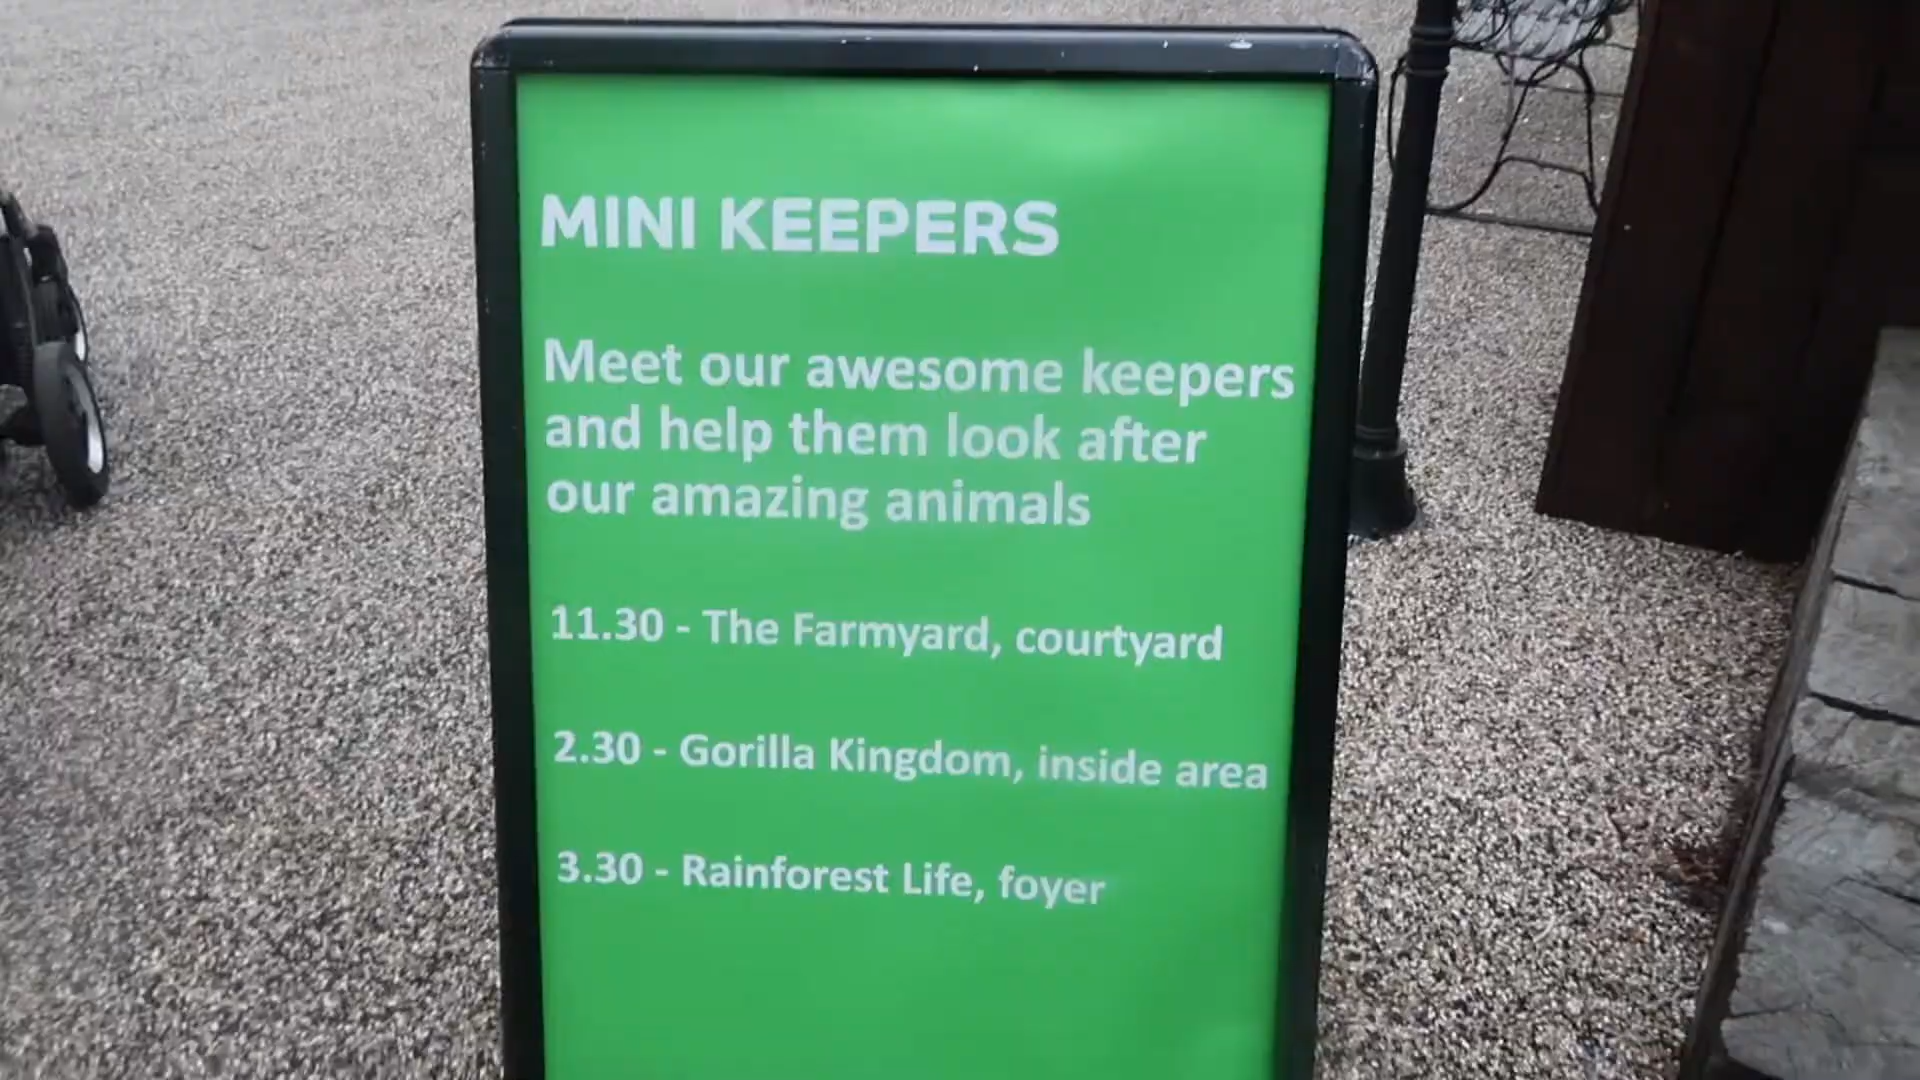 MINI KEEPERS
Meet our awesome keepers
and help them look after
our amazing animals
11.30 - The Farmyard, courtyard
2.30 - Gorilla Kingdom, inside area
3.30 - Rainforest Life, foyer